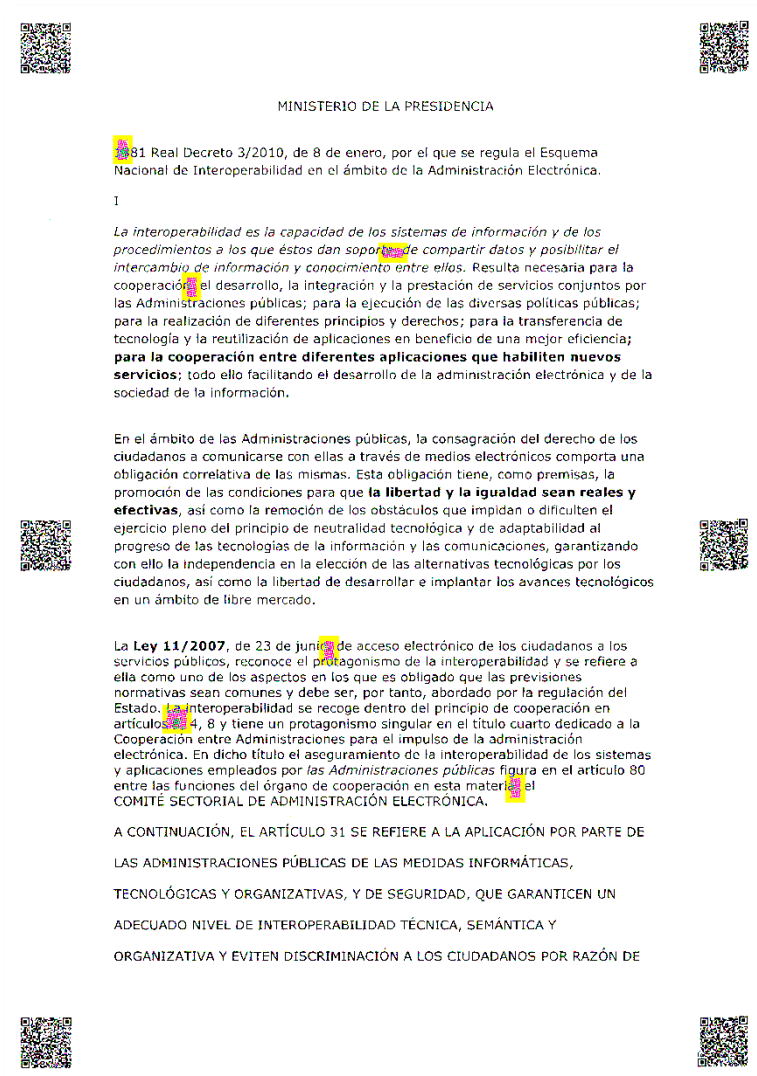 MINISTERIO DE LA PRESIDENCIA
81 Real Decreto 3/2010, de 8 de enero, por el que se regula el Esquema
Nacional de Interoperabilidad en el ámbito de la Administración Electrónica.
I
La interoperabilidad es la capacidad de los sistemas de información y de los
procedimientos a los que éstos dan de compartir datos y posibilitar el
intercambio de información y conocimiento entre ellos. Resulta necesaria para la
cooperación el desarrollo, la integración y la prestación de servicios conjuntos por
las Administraciones públicas; para la ejecución de las diversas políticas públicas;
para la realización de diferentes principios y derechos; para la transferencia de
tecnología y la reutilización de aplicaciones en beneficio de una mejor eficiencia;
para la cooperación entre diferentes aplicaciones que habiliten nuevos
servicios; todo ello facilitando el desarrollo de la administración electrónica y de la
sociedad de la información.
En el ámbito de las Administraciones públicas, la consagración del derecho de los
ciudadanos a comunicarse con ellas a través de medios electrónicos comporta una
obligación correlativa de las mismas. Esta obligación tiene, como premisas, la
promoción de las condiciones para que la libertad y la igualdad sean reales y
efectivas, así como la remoción de los obstáculos que impidan o dificulten el
ejercicio pleno del principio de neutralidad tecnológica y de adaptabilidad al
progreso de las tecnologías de la información y las comunicaciones, garantizando
con ello la independencia en la elección de las alternativas tecnológicas por los
ciudadanos, así como la libertad de desarrollar e implantar los avances tecnológicos
en un ámbito de libre mercado.
La Ley 11/2007, de 23 de junio de acceso electrónico de los ciudadanos a los
servicios públicos, reconoce el protagonismo de la interoperabilidad y se refiere a
ella como uno de los aspectos en los que es obligado que las previsiones
normativas sean comunes y debe ser, por tanto, abordado por la regulación del
Estado. La interoperabilidad se recoge dentro del principio de cooperación en
artículos 4, 8 y tiene un protagonismo singular en el título cuarto dedicado a la
Cooperación entre Administraciones para el impulso de la administración
electrónica. En dicho título el aseguramiento de la interoperabilidad de los sistemas
y aplicaciones empleados por las Administraciones públicas figura en el artículo 80
entre las funciones del órgano de cooperación en esta materia el
COMITÉ SECTORIAL DE ADMINISTRACIÓN ELECTRÓNICA.
A CONTINUACIÓN, EL ARTÍCULO 31 SE REFIERE A LA APLICACIÓN POR PARTE DE
LAS ADMINISTRACIONES PÚBLICAS DE LAS MEDIDAS INFORMÁTICAS,
TECNOLÓGICAS Y ORGANIZATIVAS, Y DE SEGURIDAD, QUE GARANTICEN UN
ADECUADO NIVEL DE INTEROPERABILIDAD TÉCNICA, SEMÁNTICA Y
ORGANIZATIVA Y EVITEN DISCRIMINACIÓN A LOS CIUDADANOS POR RAZÓN DE